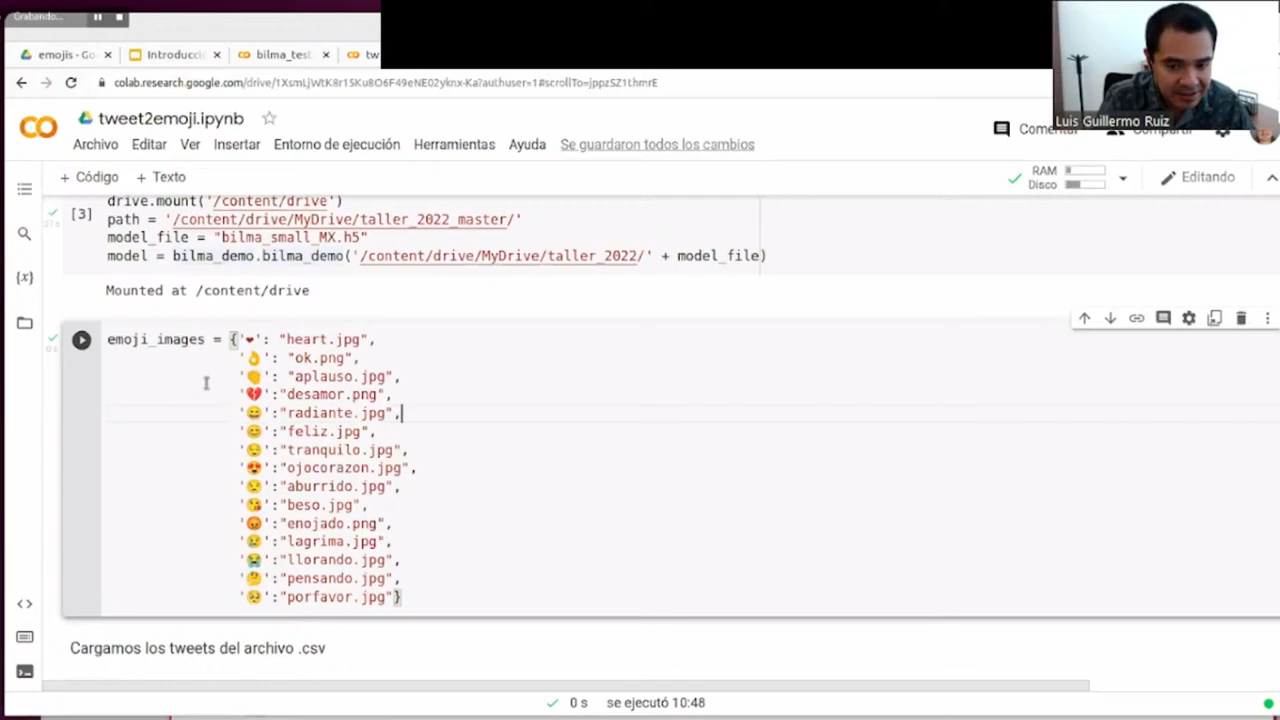 Grabando...
emojis - Go
Introducció
bilma_test.
tw
colab.research.google.com/drive/1XsmLjWtK8r15Ku8O6F49eNE02yknx-Ka?authuser=1#scrollTo=jppzSZ1thmrE
Luis Guillermo Ruiz
tweet2emoji.ipynb
Comentar
Compartir
Archivo Editar Ver Insertar Entorno de ejecución Herramientas Ayuda Se guardaron todos los cambios
+ Código + Texto
RAM
Disco
Editando
drive.mount('/content/drive')
[3] path = '/content/drive/MyDrive/taller_2022_master/'
model_file = "bilma_small_MX.h5"
model = bilma_demo.bilma_demo('/content/drive/MyDrive/taller_2022/' + model_file)
Mounted at /content/drive
emoji_images = {'❤': "heart.jpg",
'👌': "ok.png",
'👏': "aplauso.jpg",
'💔':"desamor.png",
'😄':"radiante.jpg",
'😊':"feliz.jpg",
'😌':"tranquilo.jpg",
'😍':"ojocorazon.jpg",
'😒':"aburrido.jpg",
'😘':"beso.jpg",
'😡':"enojado.png",
'😢':"lagrima.jpg",
'😭':"llorando.jpg",
'🤔':"pensando.jpg",
'🥺':"porfavor.jpg"}
Cargamos los tweets del archivo .csv
0 s se ejecutó 10:48